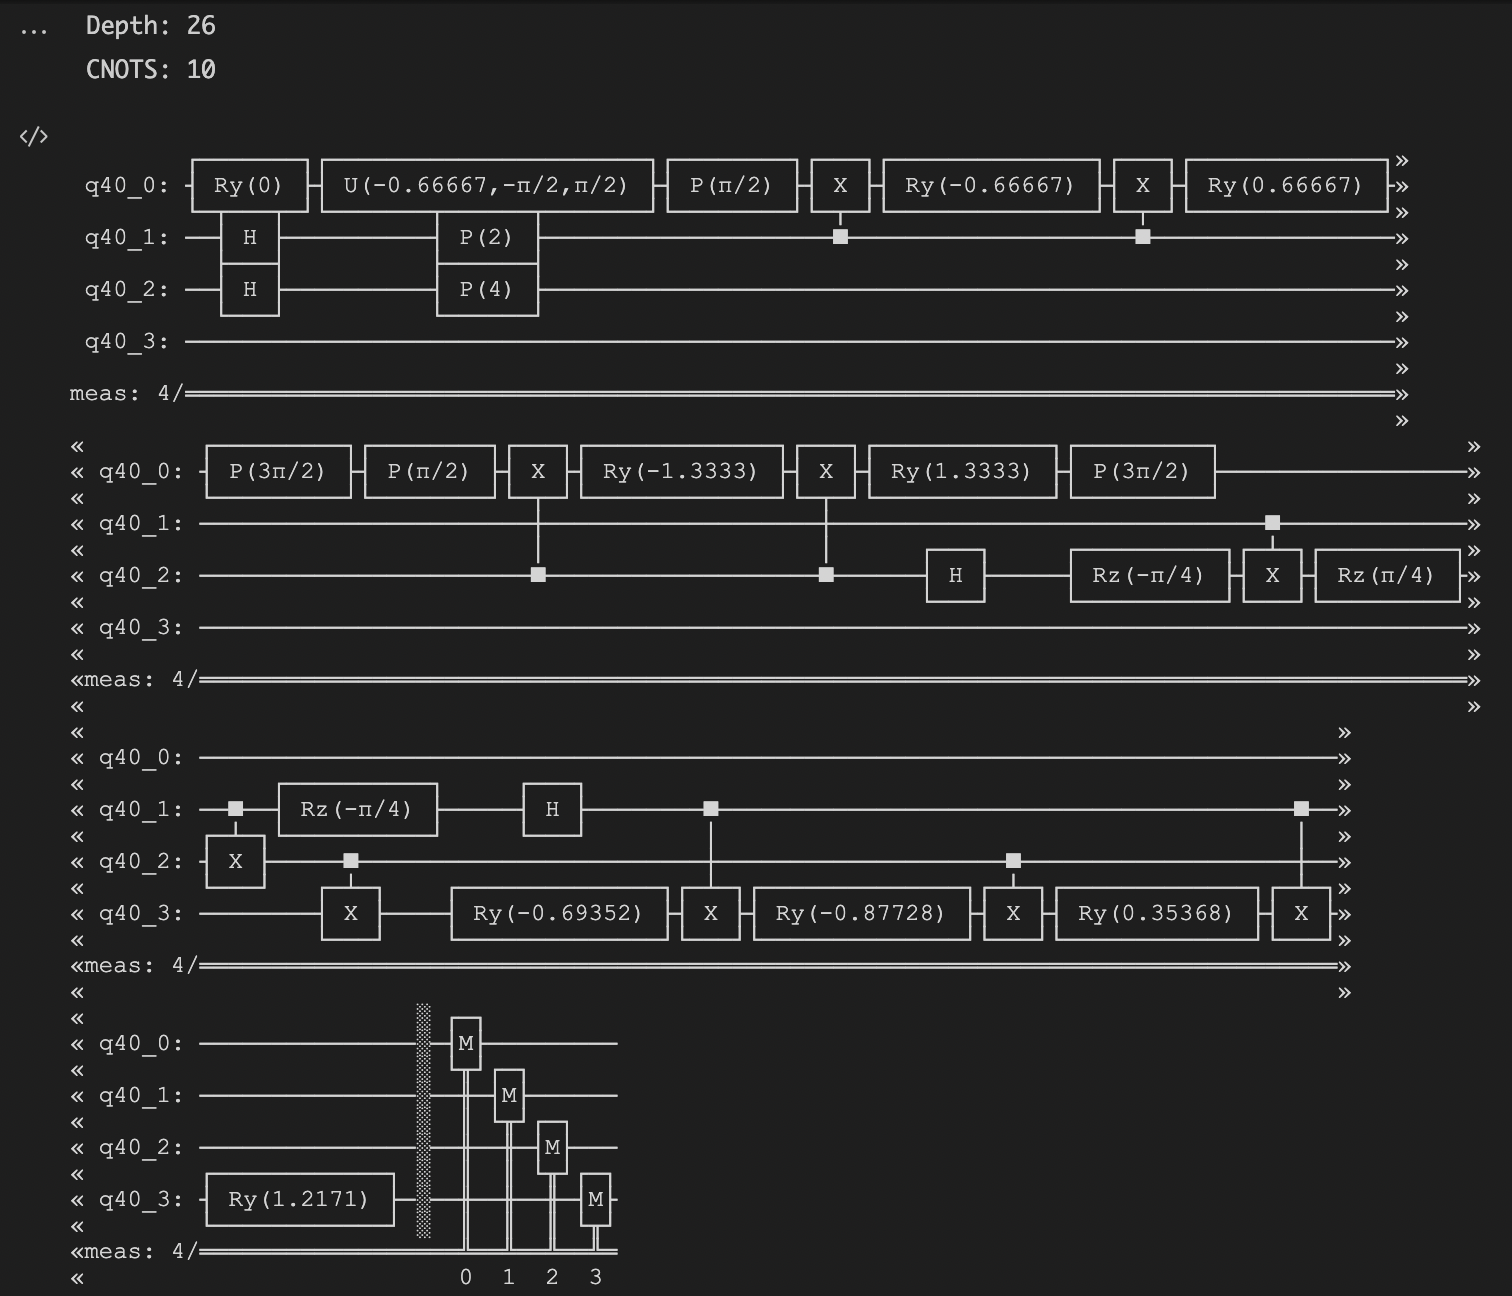 ... Depth: 26
CNOTS: 10
</>
»
q40_0: Ry(0) U(-0.66667,-π/2,π/2) P(π/2) X Ry(-0.66667) X Ry(0.66667) »
»
q40_1: H P(2) »
»
q40_2: H P(4) »
»
q40_3: »
»
meas: 4/ »
»
« »
« q40_0: P(3π/2) P(π/2) X Ry(-1.3333) X Ry(1.3333) P(3π/2) »
« »
« q40_1: »
« »
« q40_2: H Rz(-π/4) X Rz(π/4) »
« »
« q40_3: »
« »
«meas: 4/ »
« »
« »
« q40_0: »
« »
« q40_1: Rz(-π/4) H »
« »
« q40_2: X »
« »
« q40_3: X Ry(-0.69352) X Ry(-0.87728) X Ry(0.35368) X »
« »
«meas: 4/ »
« »
«
« q40_0: M
«
« q40_1: M
«
« q40_2: M
«
« q40_3: Ry(1.2171) M
«
«meas: 4/
« 0 1 2 3